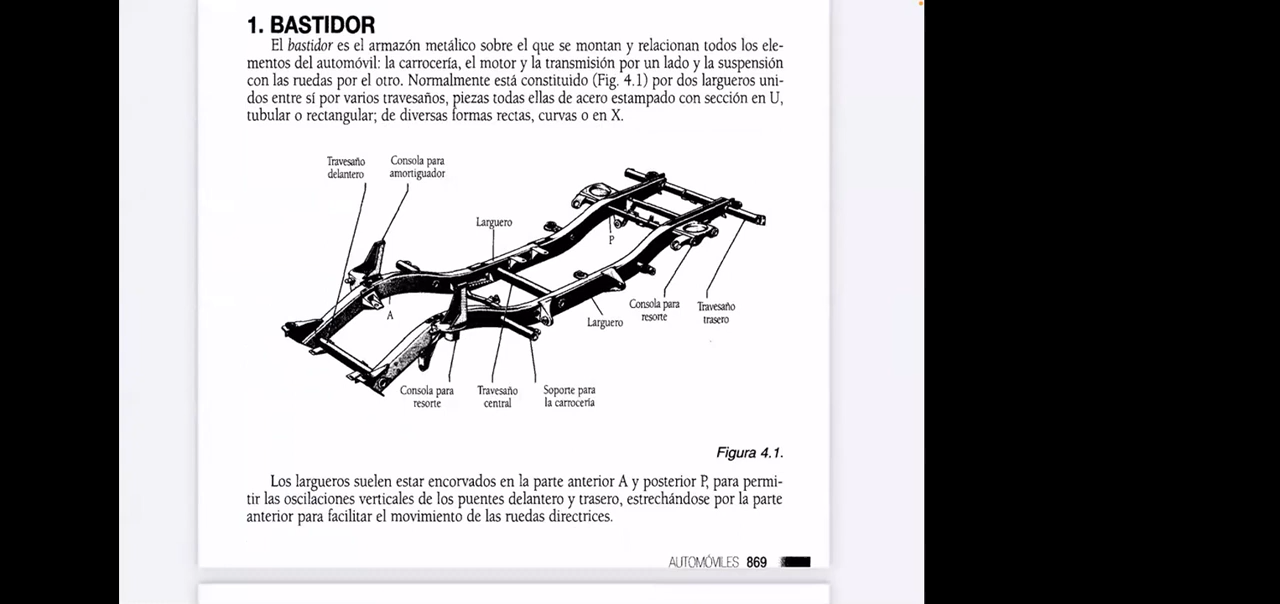 1. BASTIDOR
El bastidor es el armazón metálico sobre el que se montan y relacionan todos los ele-
mentos del automóvil: la carrocería, el motor y la transmisión por un lado y la suspensión
con las ruedas por el otro. Normalmente está constituido (Fig. 4.1) por dos largueros uni-
dos entre sí por varios travesaños, piezas todas ellas de acero estampado con sección en U,
tubular o rectangular; de diversas formas rectas, curvas o en X.
Travesaño
delantero
Consola para
amortiguador
Larguero
P
A
Larguero
Consola para
resorte
Travesaño
trasero
Consola para
resorte
Travesaño
central
Soporte para
la carrocería
Figura 4.1.
Los largueros suelen estar encorvados en la parte anterior A y posterior P, para permi-
tir las oscilaciones verticales de los puentes delantero y trasero, estrechándose por la parte
anterior para facilitar el movimiento de las ruedas directrices.
AUTOMÓVILES 869